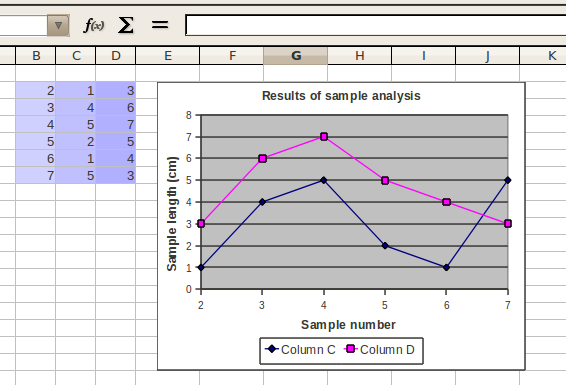 f(x) Σ =
B C D E F G H I J K
2 1 3
3 4 6
4 5 7
5 2 5
6 1 4
7 5 3
Results of sample analysis
8
7
6
5
4
3
2
1
0
Sample length (cm)
2 3 4 5 6 7
Sample number
Column C Column D